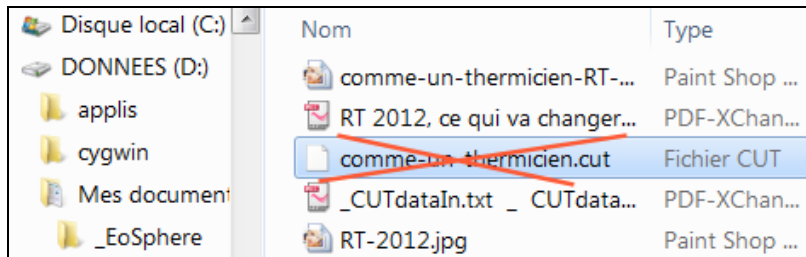 Disque local (C:)
DONNEES (D:)
applis
cygwin
Mes document
_EoSphere
Nom Type
comme-un-thermicien-RT-... Paint Shop ...
RT 2012, ce qui va changer... PDF-XChan...
comme-un-thermicien.cut Fichier CUT
_CUTdataIn.txt _ CUTdata... PDF-XChan...
RT-2012.jpg Paint Shop ...